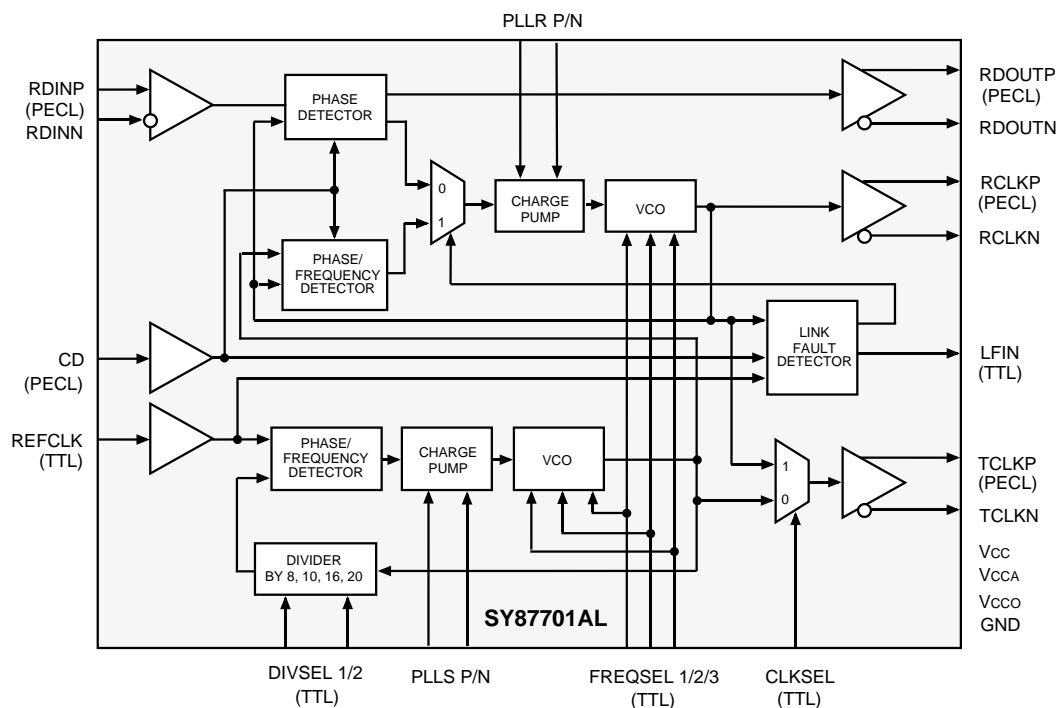 PLLR P/N
RDINP
(PECL)
RDINN
PHASE
DETECTOR
RDOUTP
(PECL)
RDOUTN
0
1
CHARGE
PUMP
VCO
RCLKP
(PECL)
RCLKN
PHASE/
FREQUENCY
DETECTOR
CD
(PECL)
LINK
FAULT
DETECTOR
LFIN
(TTL)
REFCLK
(TTL)
PHASE/
FREQUENCY
DETECTOR
CHARGE
PUMP
VCO
1
0
TCLKP
(PECL)
TCLKN
DIVIDER
BY 8, 10, 16, 20
VCC
VCCA
VCCO
GND
SY87701AL
DIVSEL 1/2
(TTL)
PLLS P/N
FREQSEL 1/2/3
(TTL)
CLKSEL
(TTL)